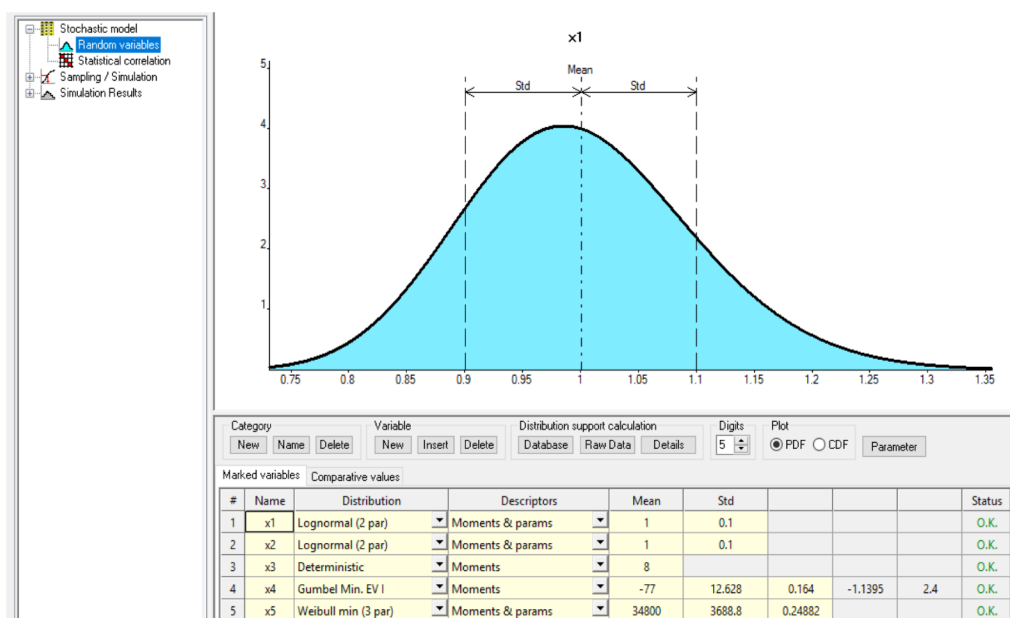 Stochastic model
Random variables
Statistical correlation
Sampling / Simulation
Simulation Results
x1
Mean
Std Std
5
4
3
2
1
0.75 0.8 0.85 0.9 0.95 1 1.05 1.1 1.15 1.2 1.25 1.3 1.35
Category Variable Distribution support calculation Digits Plot
New Name Delete New Insert Delete Database Raw Data Details 5 PDF CDF Parameter
Marked variables Comparative values
# Name Distribution Descriptors Mean Std Status
1 x1 Lognormal (2 par) Moments & params 1 0.1 O.K.
2 x2 Lognormal (2 par) Moments & params 1 0.1 O.K.
3 x3 Deterministic Moments 8 O.K.
4 x4 Gumbel Min. EV I Moments -77 12.628 0.164 -1.1395 2.4 O.K.
5 x5 Weibull min (3 par) Moments & params 34800 3688.8 0.24882 O.K.